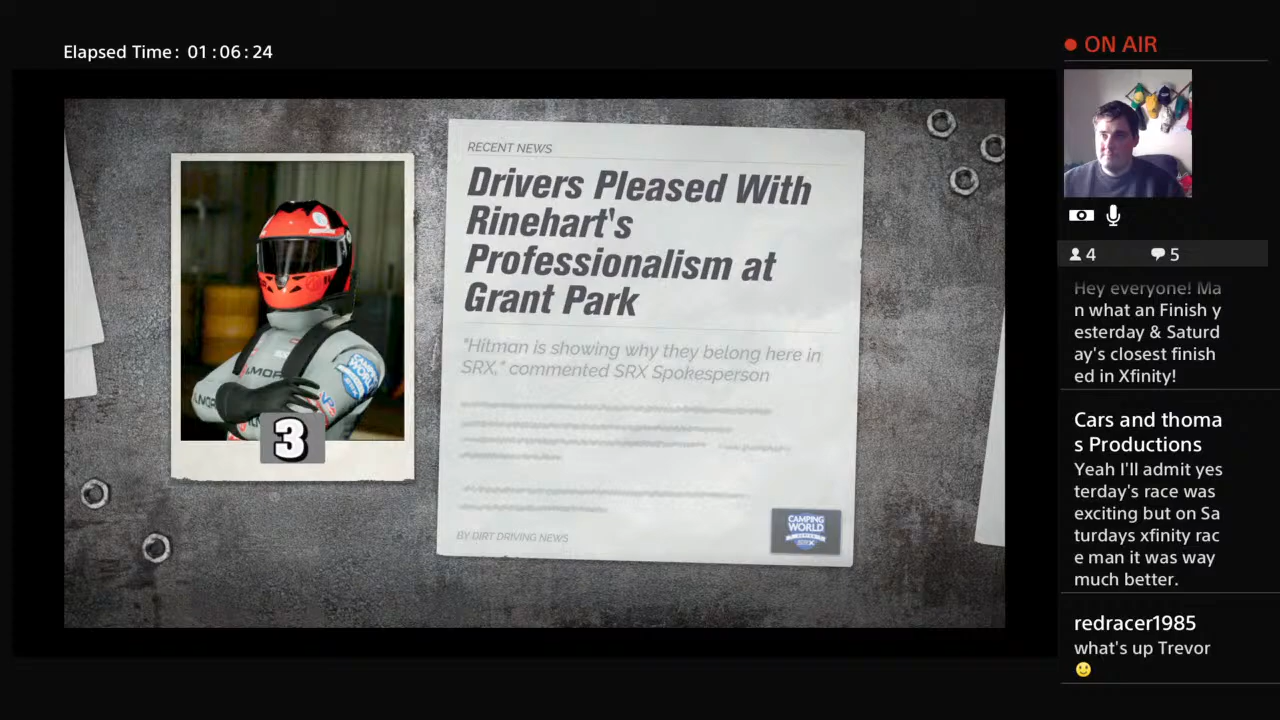 Elapsed Time: 01:06:24
ON AIR
RECENT NEWS
Drivers Pleased With
Rinehart's
Professionalism at
Grant Park
"Hitman is showing why they belong here in
SRX," commented SRX Spokesperson
BY DIRT DRIVING NEWS
CAMPING
WORLD
CAMPING
WORLD
3
4
5
Hey everyone! Ma
n what an Finish y
esterday & Saturd
ay's closest finish
ed in Xfinity!
Cars and thoma
s Productions
Yeah I'll admit yes
terday's race was
exciting but on Sa
turdays xfinity rac
e man it was way
much better.
redracer1985
what's up Trevor
🙂